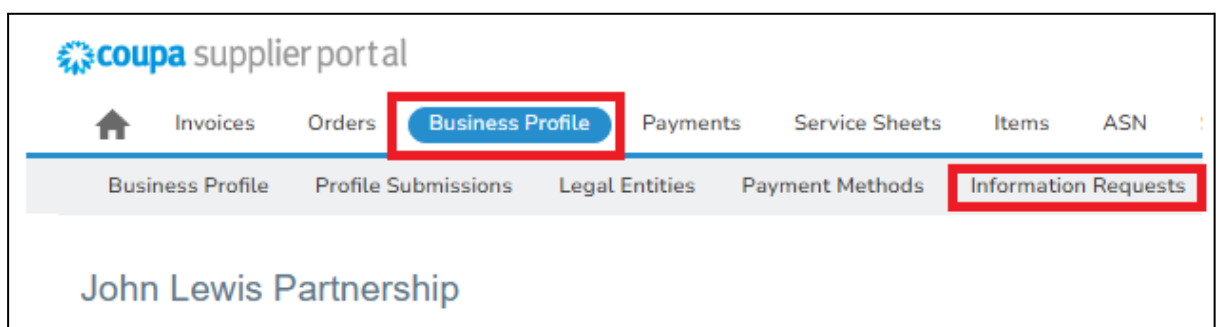 coupa supplier portal
Invoices Orders Business Profile Payments Service Sheets Items ASN
Business Profile Profile Submissions Legal Entities Payment Methods Information Requests
John Lewis Partnership